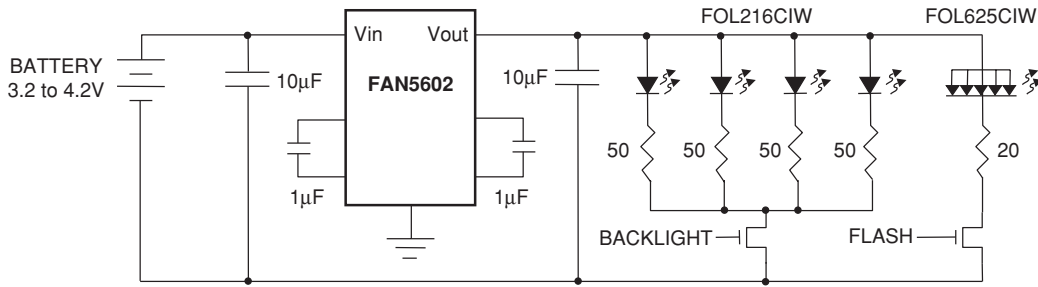 FOL216CIW
FOL625CIW
Vin
Vout
BATTERY
3.2 to 4.2V
10μF
FAN5602
10μF
50
50
50
50
20
1μF
1μF
BACKLIGHT
FLASH